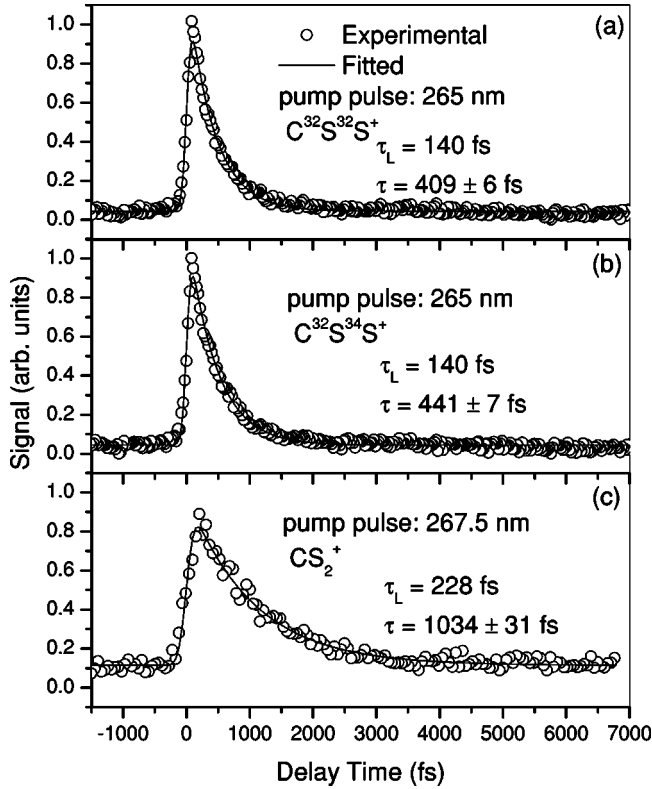 (a)
Experimental
Fitted
pump pulse: 265 nm
C³²S³²S⁺
τ_L = 140 fs
τ = 409 ± 6 fs
1.0
0.8
0.6
0.4
0.2
0.0
(b)
pump pulse: 265 nm
C³²S³⁴S⁺
τ_L = 140 fs
τ = 441 ± 7 fs
1.0
0.8
0.6
0.4
0.2
0.0
Signal (arb. units)
(c)
pump pulse: 267.5 nm
CS₂⁺
τ_L = 228 fs
τ = 1034 ± 31 fs
1.0
0.8
0.6
0.4
0.2
0.0
-1000 0 1000 2000 3000 4000 5000 6000 7000
Delay Time (fs)